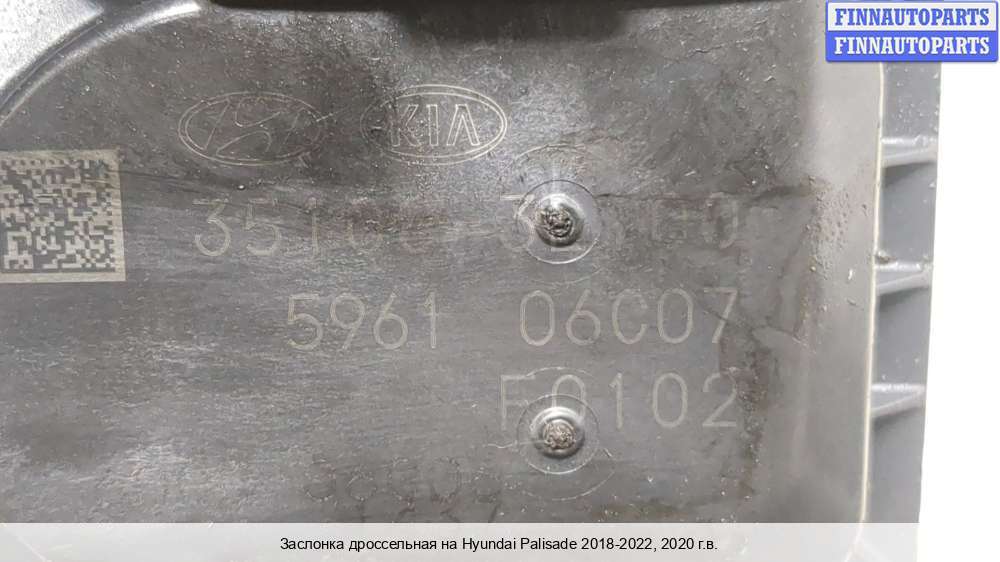 FINNAUTOPARTS
FINNAUTOPARTS
KIA
5961 06C07
F0102
Заслонка дроссельная на Hyundai Palisade 2018-2022, 2020 г.в.